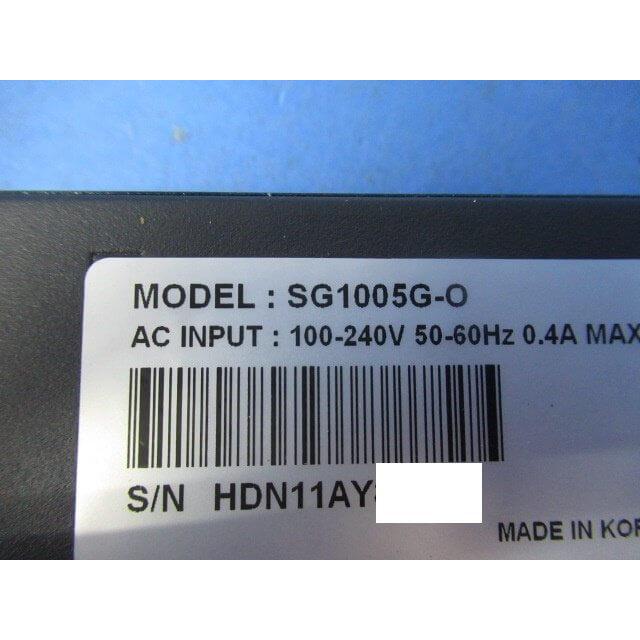 MODEL : SG1005G-O
AC INPUT : 100-240V 50-60Hz 0.4A MAX
S/N HDN11AY
MADE IN KOR